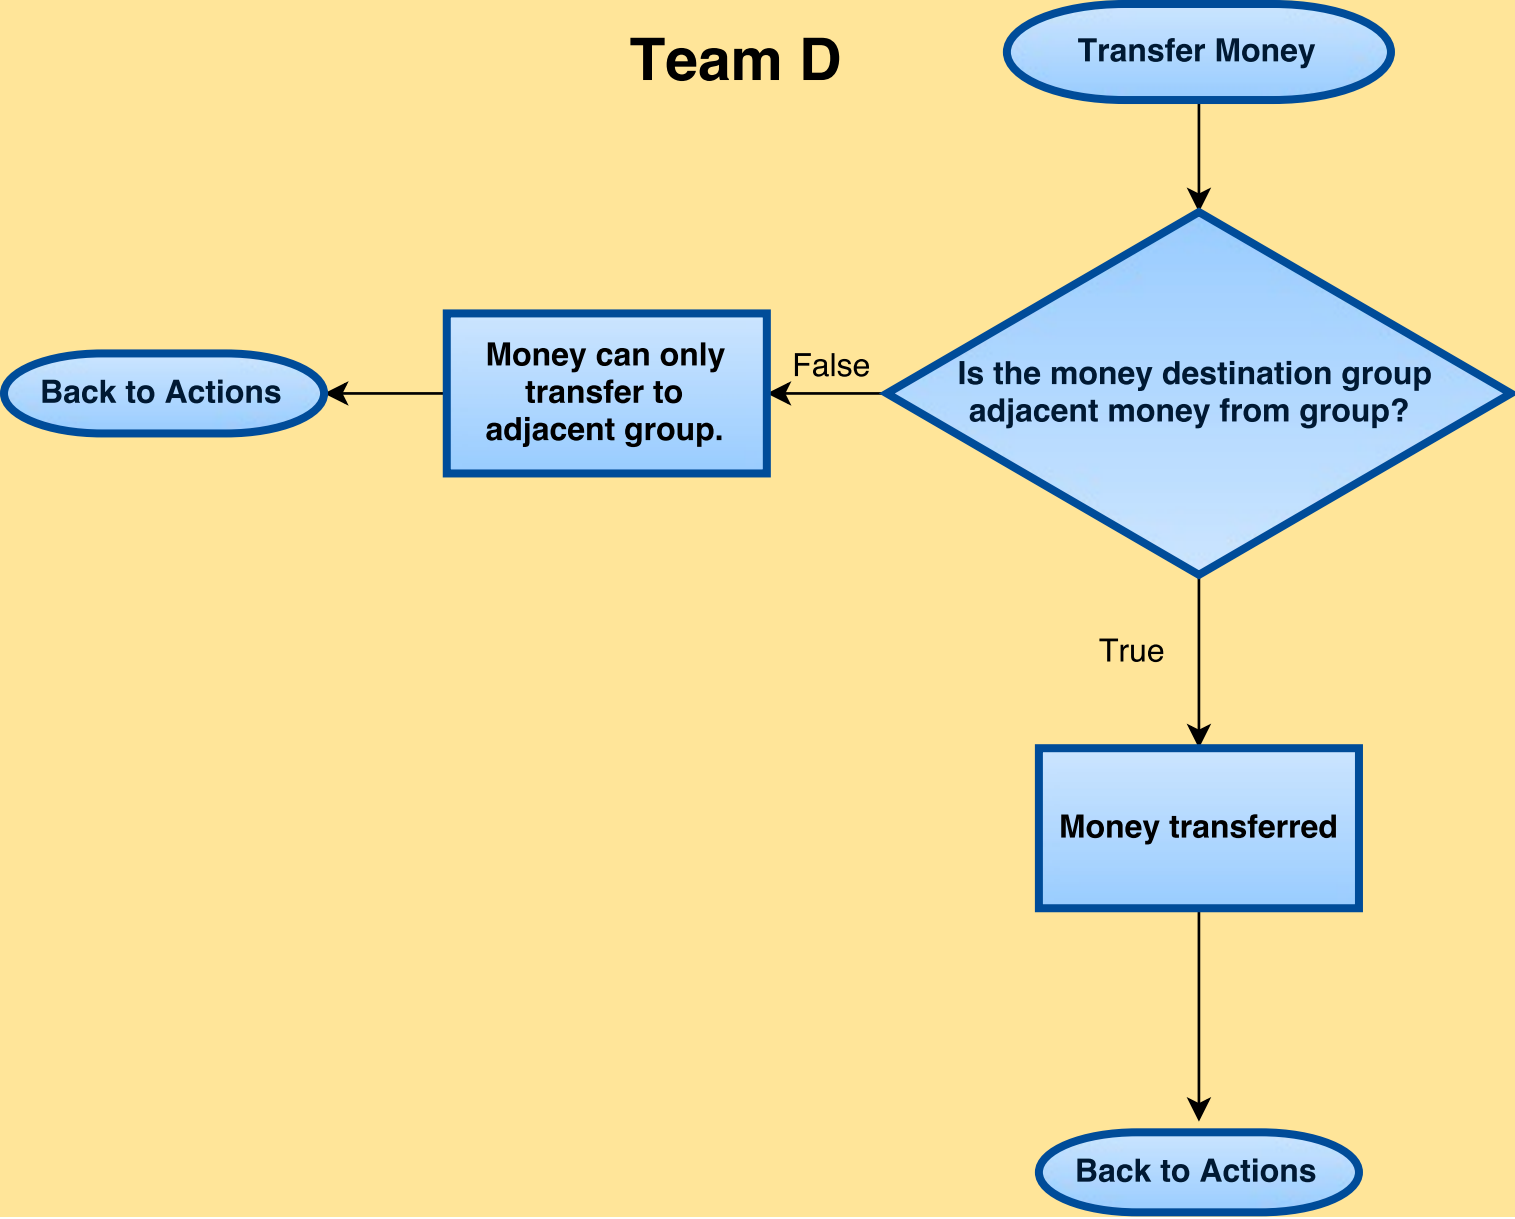 Team D
Transfer Money
Is the money destination group
adjacent money from group?
False
Money can only
transfer to
adjacent group.
Back to Actions
True
Money transferred
Back to Actions